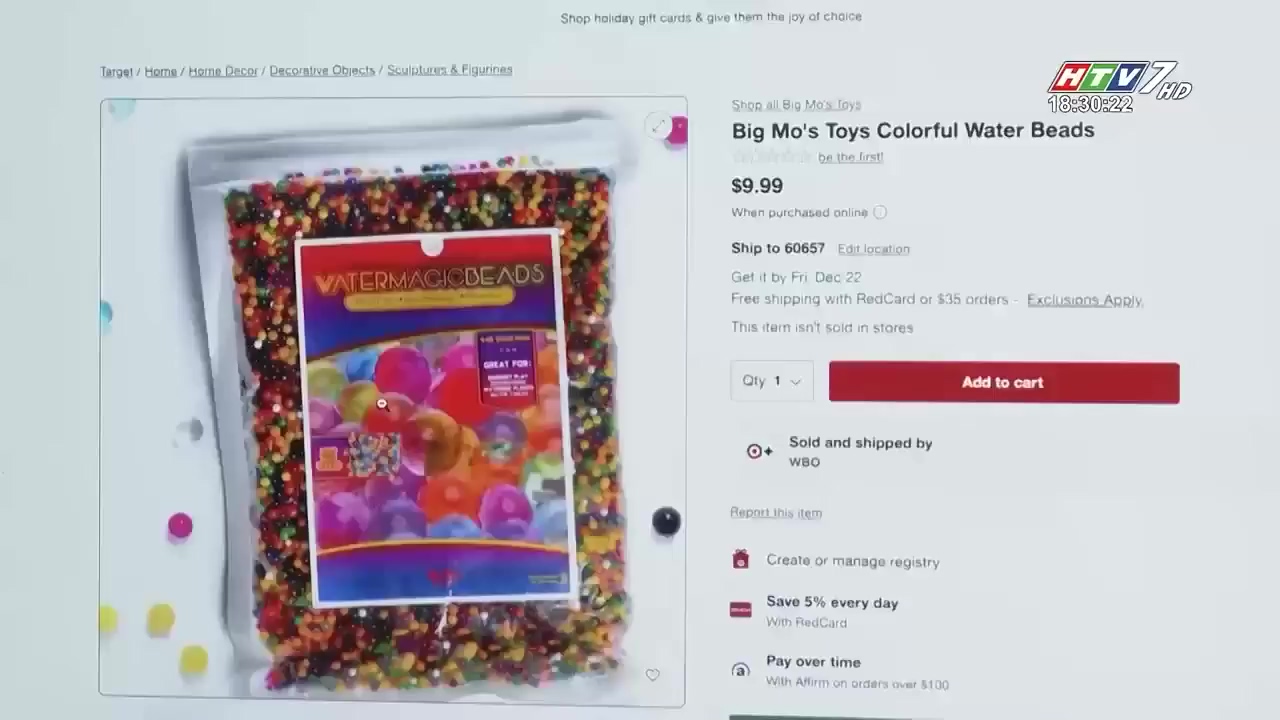 Shop holiday gift cards & give them the joy of choice
HTV7 HD
18:30:22
Target / Home / Home Decor / Decorative Objects / Sculptures & Figurines
Shop all Big Mo's Toys
Big Mo's Toys Colorful Water Beads
be the first!
$9.99
When purchased online
Ship to 60657 Edit location
Get it by Fri, Dec 22
Free shipping with RedCard or $35 orders - Exclusions Apply.
This item isn't sold in stores
Qty 1
Add to cart
Sold and shipped by
WBO
Report this item
Create or manage registry
Save 5% every day
With RedCard
Pay over time
With Affirm on orders over $100
WATERMAGICBEADS
GREAT FOR: